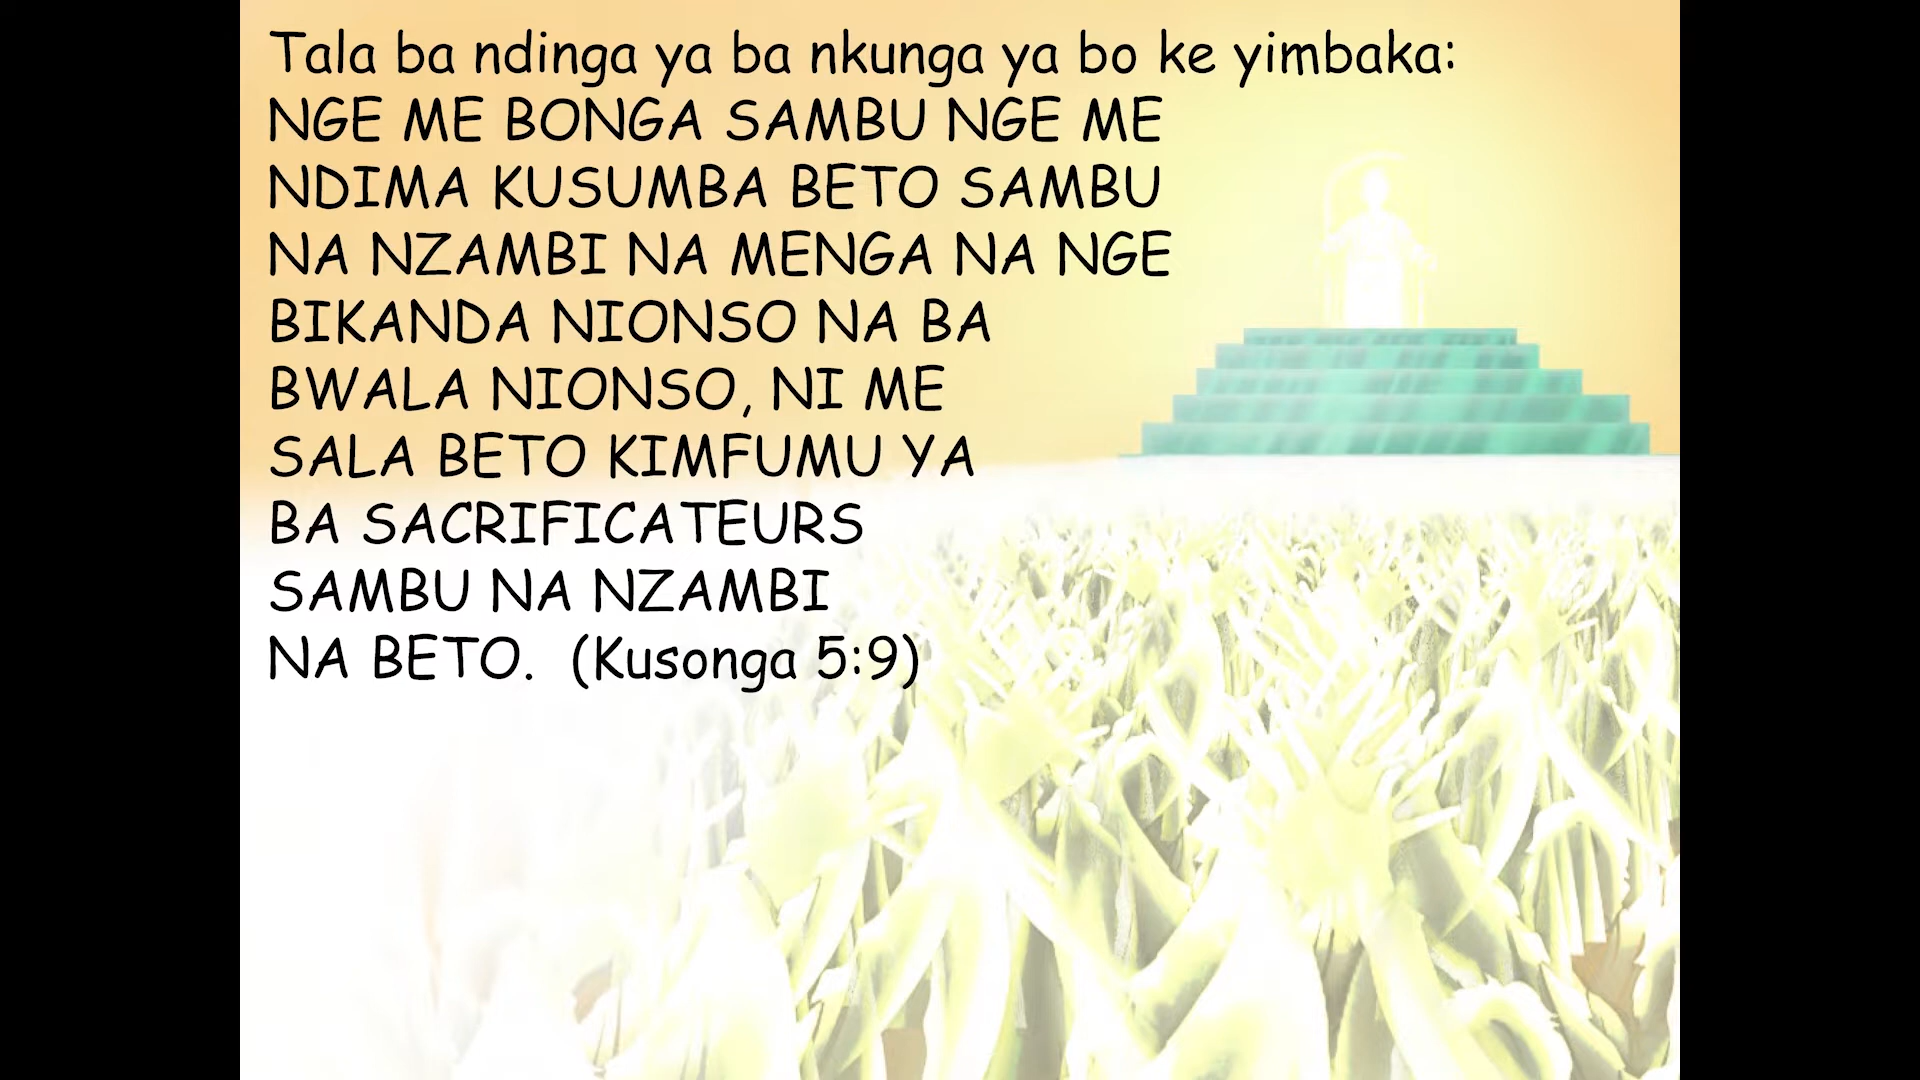 Tala ba ndinga ya ba nkunga ya bo ke yimbaka:
NGE ME BONGA SAMBU NGE ME
NDIMA KUSUMBA BETO SAMBU
NA NZAMBI NA MENGA NA NGE
BIKANDA NIONSO NA BA
BWALA NIONSO, NI ME
SALA BETO KIMFUMU YA
BA SACRIFICATEURS
SAMBU NA NZAMBI
NA BETO.  (Kusonga 5:9)